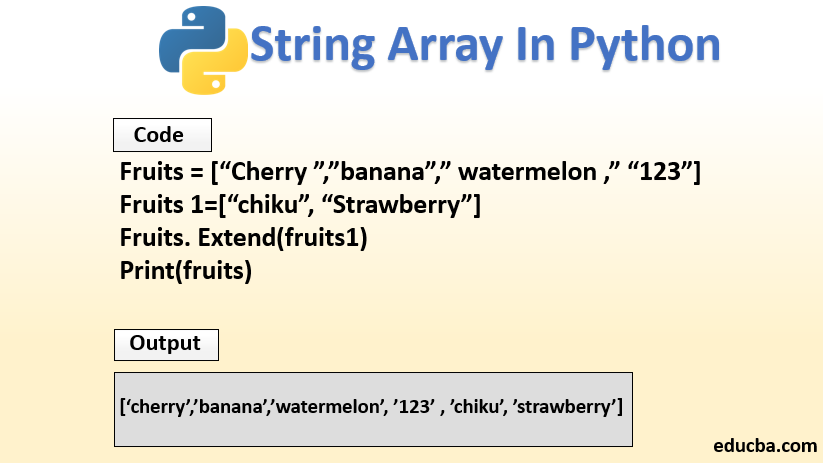 String Array In Python
Code
Fruits = [“Cherry ”,”banana”,” watermelon ,” “123”]
Fruits 1=[“chiku”, “Strawberry”]
Fruits. Extend(fruits1)
Print(fruits)
Output
[‘cherry’,’banana’,’watermelon’, ’123’ , ’chiku’, ’strawberry’]
educba.com